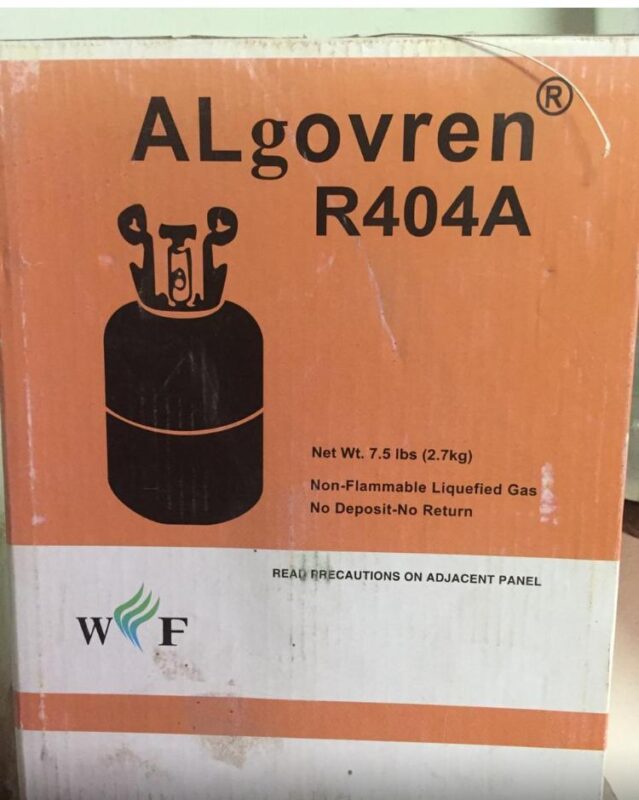 ALgovren®
R404A
Net Wt. 7.5 lbs (2.7kg)
Non-Flammable Liquefied Gas
No Deposit-No Return
READ PRECAUTIONS ON ADJACENT PANEL
W F